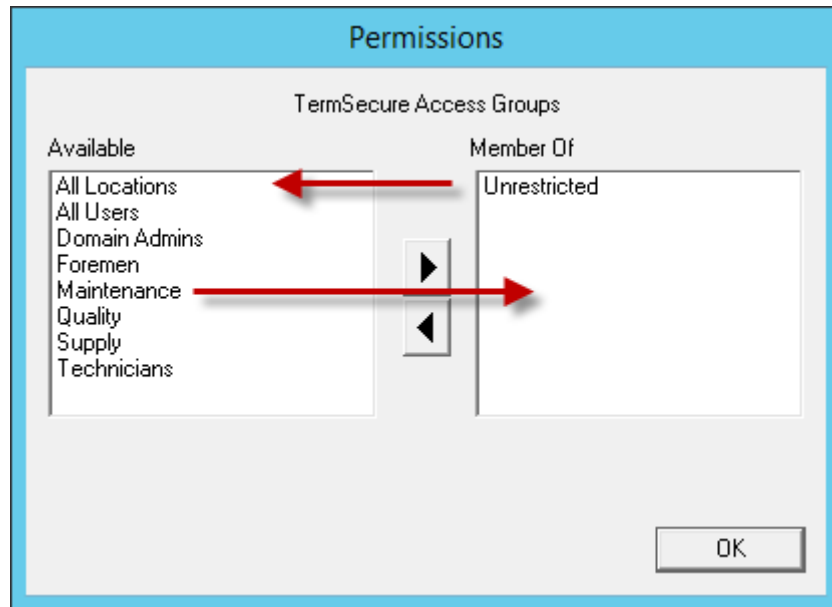 Permissions
TermSecure Access Groups
Available
Member Of
All Locations
All Users
Domain Admins
Foremen
Maintenance
Quality
Supply
Technicians
Unrestricted
OK